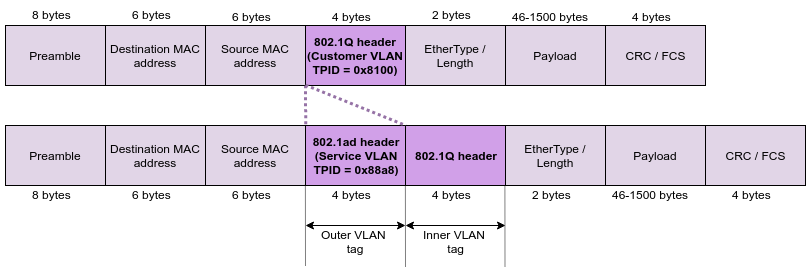 8 bytes 6 bytes 6 bytes 4 bytes 2 bytes 46-1500 bytes 4 bytes
Preamble
Destination MAC
address
Source MAC
address
802.1Q header
(Customer VLAN
TPID = 0x8100)
EtherType /
Length
Payload
CRC / FCS
Preamble
Destination MAC
address
Source MAC
address
802.1ad header
(Service VLAN
TPID = 0x88a8)
802.1Q header
EtherType /
Length
Payload
CRC / FCS
8 bytes 6 bytes 6 bytes 4 bytes 4 bytes 2 bytes 46-1500 bytes 4 bytes
Outer VLAN
tag
Inner VLAN
tag